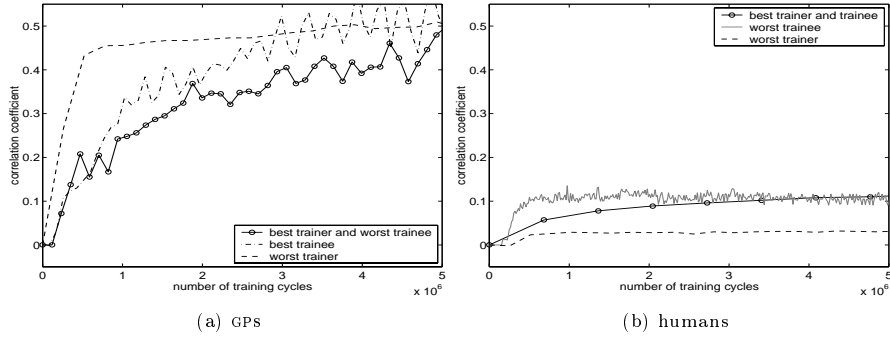 correlation coefficient
0.5
0.4
0.3
0.2
0.1
0
0
1
2
3
4
5
x 10^6
number of training cycles
best trainer and worst trainee
best trainee
worst trainer
(a) GPs
correlation coefficient
0.5
0.4
0.3
0.2
0.1
0
0
1
2
3
4
5
x 10^6
number of training cycles
best trainer and trainee
worst trainee
worst trainer
(b) humans